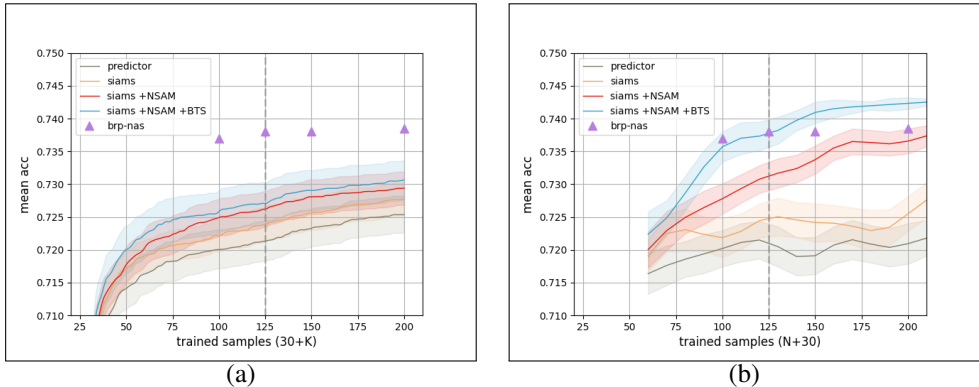 0.750
0.745
0.740
0.735
0.730
0.725
0.720
0.715
0.710
mean acc
predictor
siams
siams +NSAM
siams +NSAM +BTS
brp-nas
25 50 75 100 125 150 175 200
trained samples (30+K)
(a)
0.750
0.745
0.740
0.735
0.730
0.725
0.720
0.715
0.710
mean acc
predictor
siams
siams +NSAM
siams +NSAM +BTS
brp-nas
25 50 75 100 125 150 175 200
trained samples (N+30)
(b)